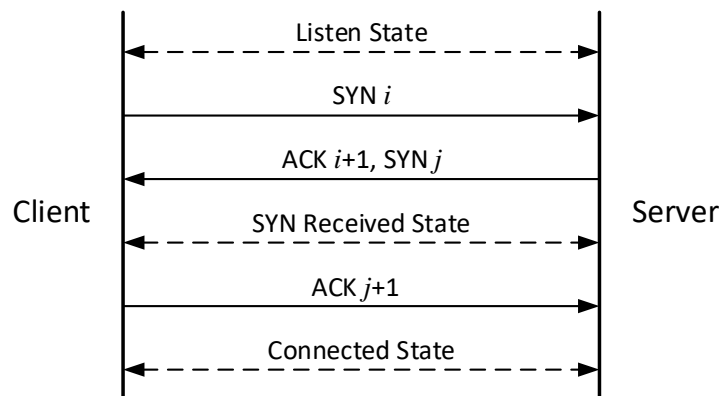 Listen State
SYN i
ACK i+1, SYN j
Client
SYN Received State
Server
ACK j+1
Connected State